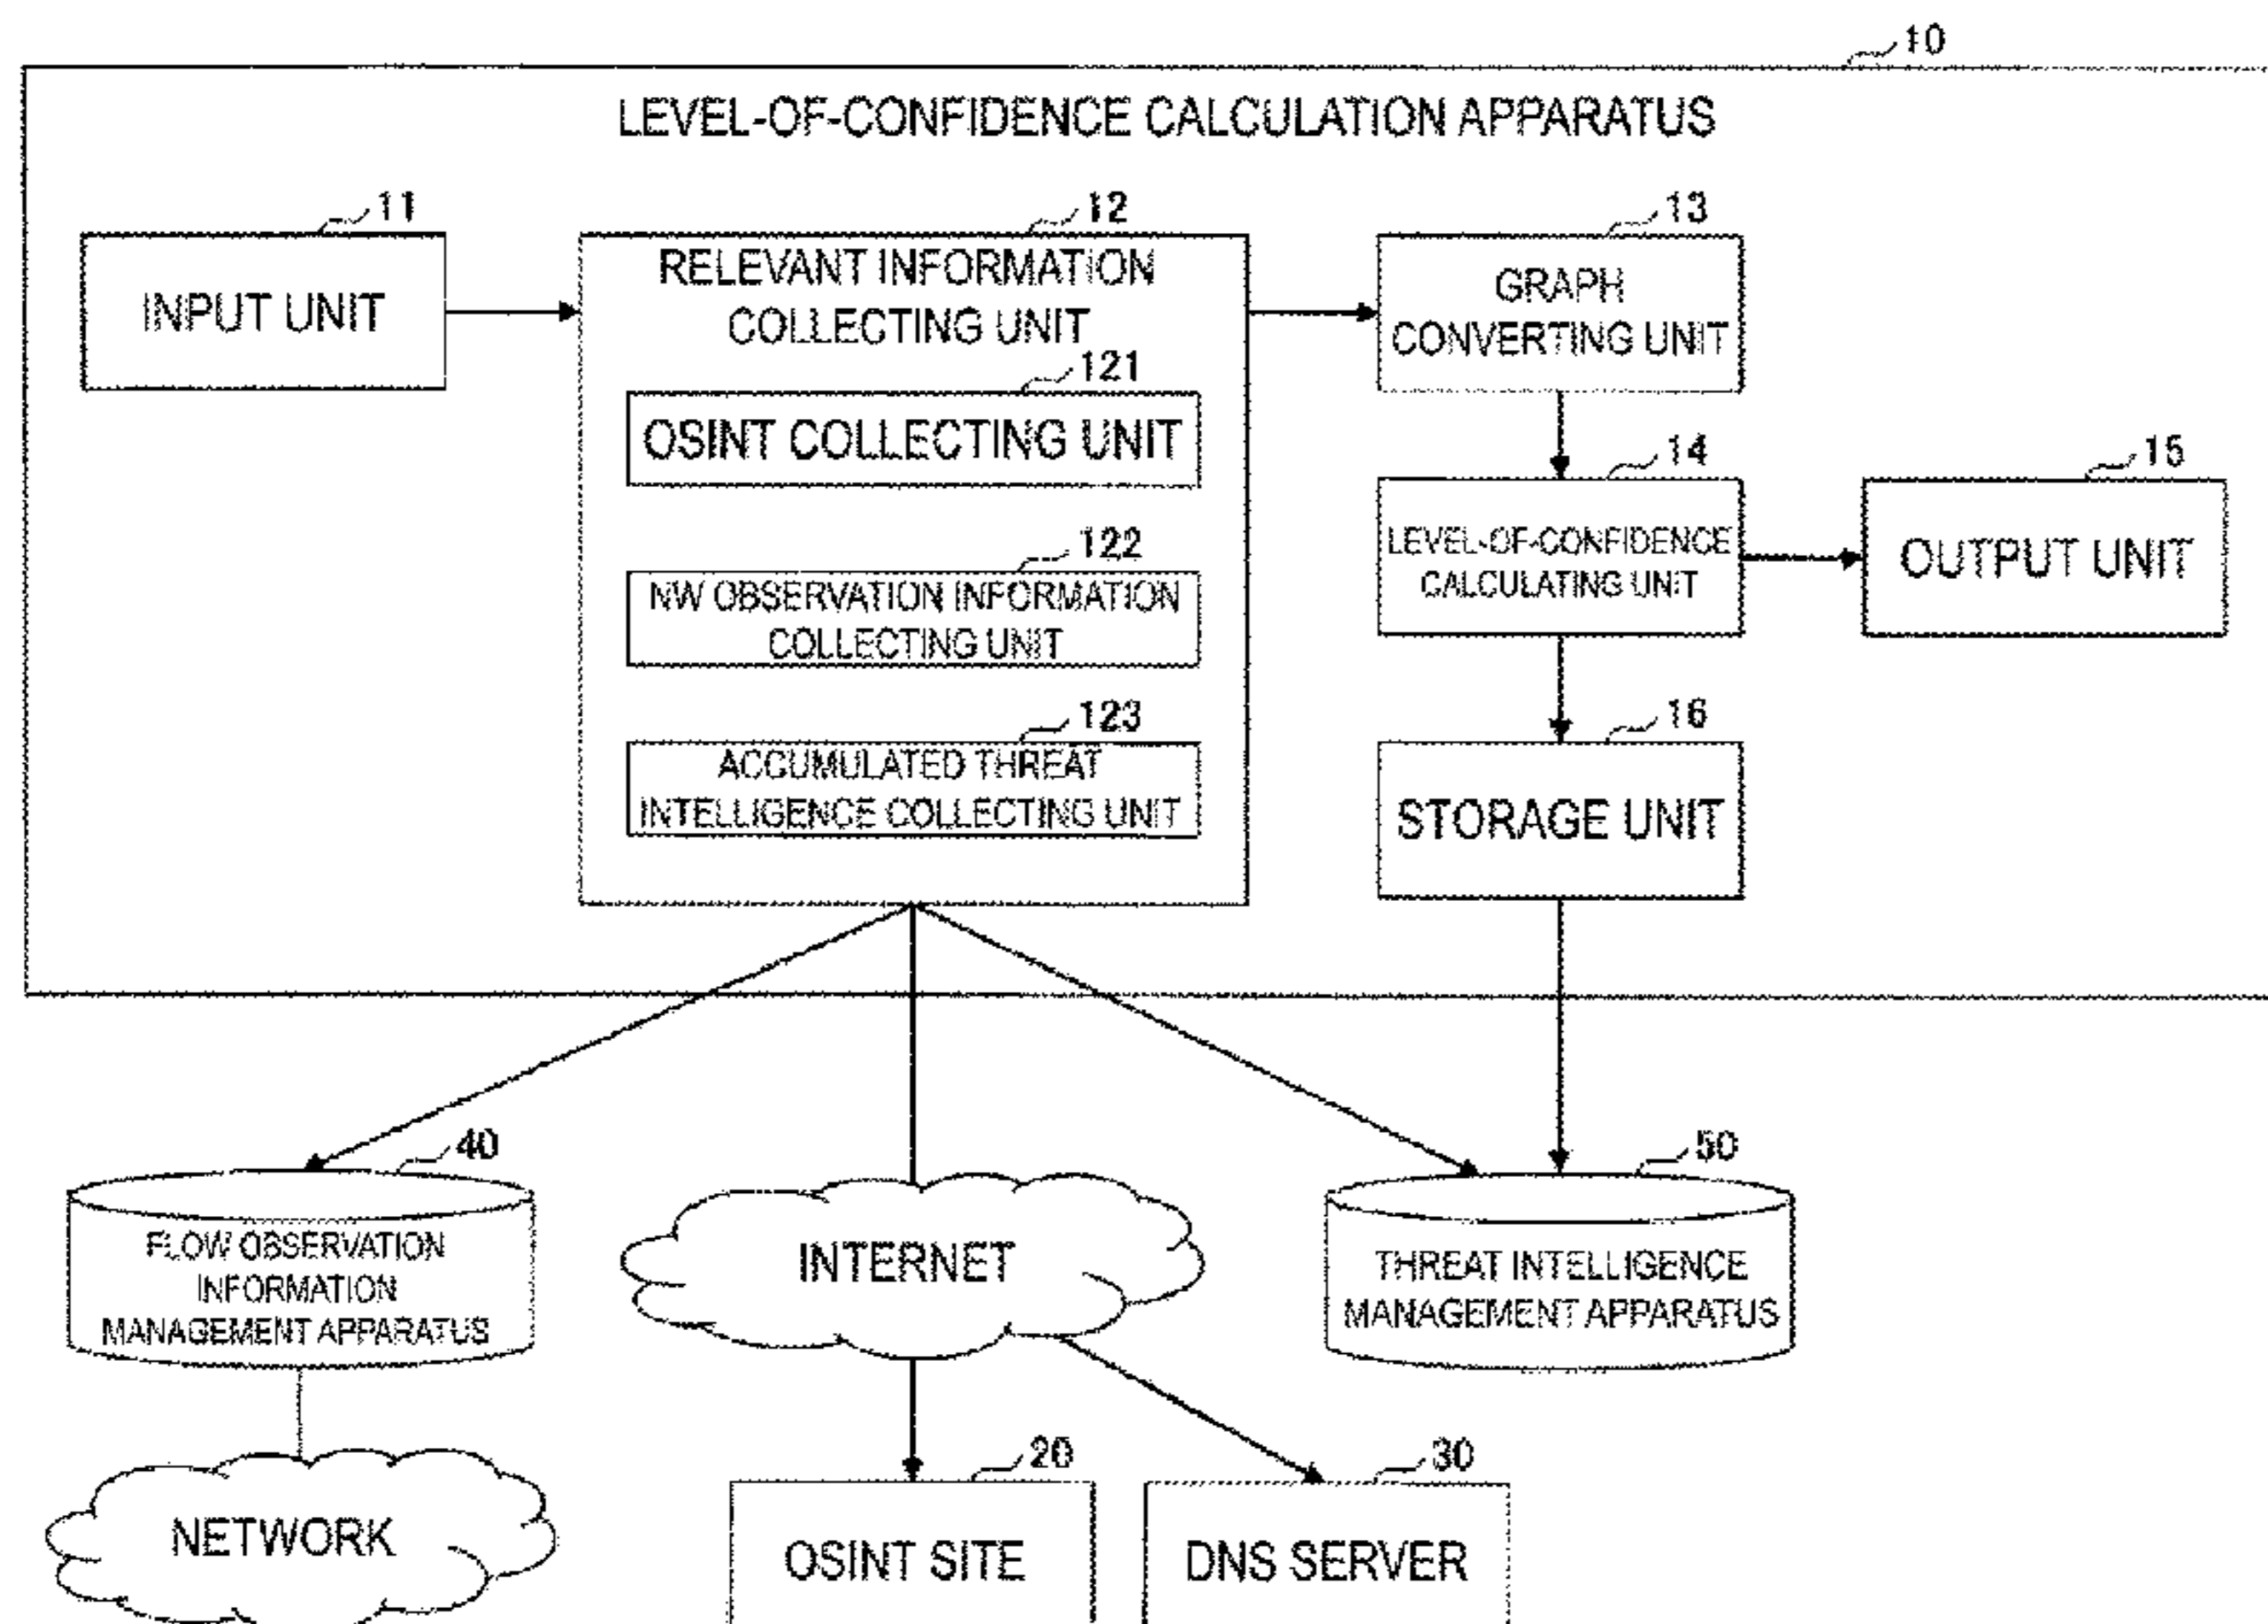 10
LEVEL-OF-CONFIDENCE CALCULATION APPARATUS
11
INPUT UNIT
12
RELEVANT INFORMATION
COLLECTING UNIT
121
OSINT COLLECTING UNIT
122
NW OBSERVATION INFORMATION
COLLECTING UNIT
123
ACCUMULATED THREAT
INTELLIGENCE COLLECTING UNIT
13
GRAPH
CONVERTING UNIT
14
LEVEL-OF-CONFIDENCE
CALCULATING UNIT
15
OUTPUT UNIT
16
STORAGE UNIT
40
FLOW OBSERVATION
INFORMATION
MANAGEMENT APPARATUS
INTERNET
50
THREAT INTELLIGENCE
MANAGEMENT APPARATUS
NETWORK
20
OSINT SITE
30
DNS SERVER